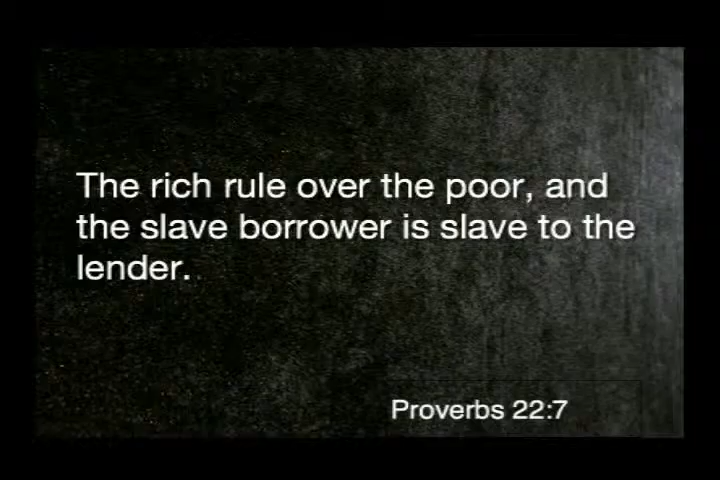 The rich rule over the poor, and
the slave borrower is slave to the
lender.
Proverbs 22:7